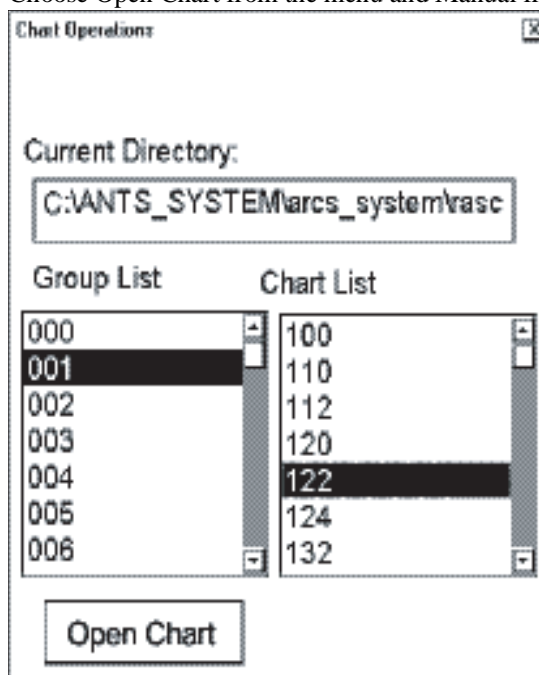 Choose Open Chart from the menu and Manual
Chart Operations
Current Directory:
C:\ANTS_SYSTEM\arcs_system\rasc
Group List
Chart List
000
001
002
003
004
005
006
100
110
112
120
122
124
132
Open Chart